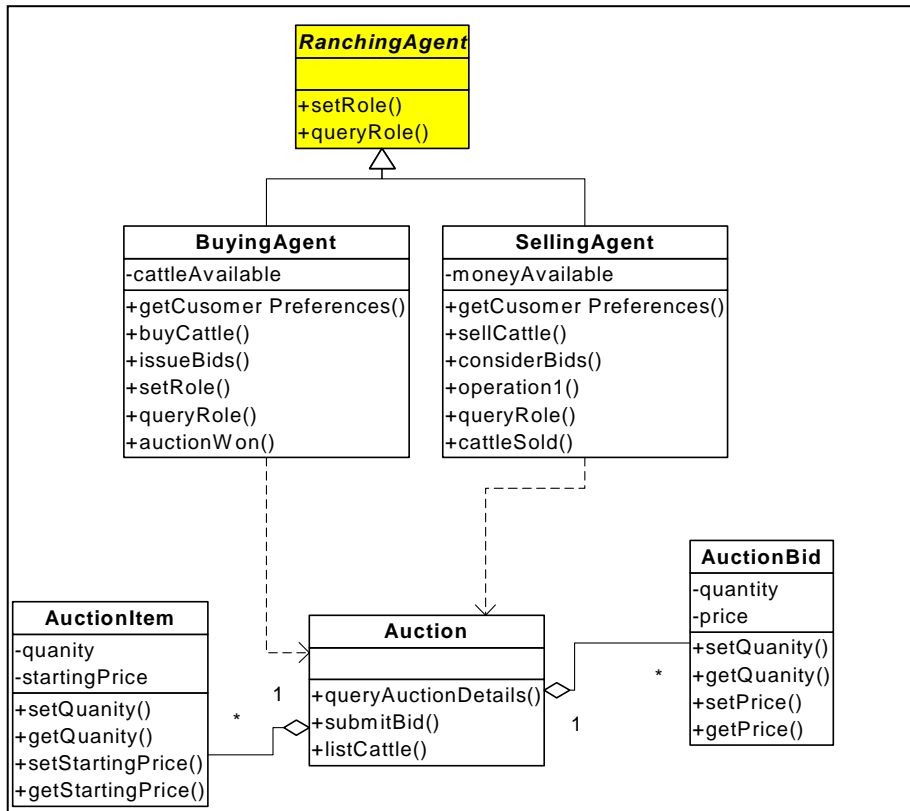 RanchingAgent
+setRole()
+queryRole()
BuyingAgent
-cattleAvailable
+getCusomer Preferences()
+buyCattle()
+issueBids()
+setRole()
+queryRole()
+auctionWon()
SellingAgent
-moneyAvailable
+getCusomer Preferences()
+sellCattle()
+considerBids()
+operation1()
+queryRole()
+cattleSold()
AuctionItem
-quanity
-startingPrice
+setQuanity()
+getQuanity()
+setStartingPrice()
+getStartingPrice()
*
1
Auction
+queryAuctionDetails()
+submitBid()
+listCattle()
1
*
AuctionBid
-quantity
-price
+setQuanity()
+getQuanity()
+setPrice()
+getPrice()